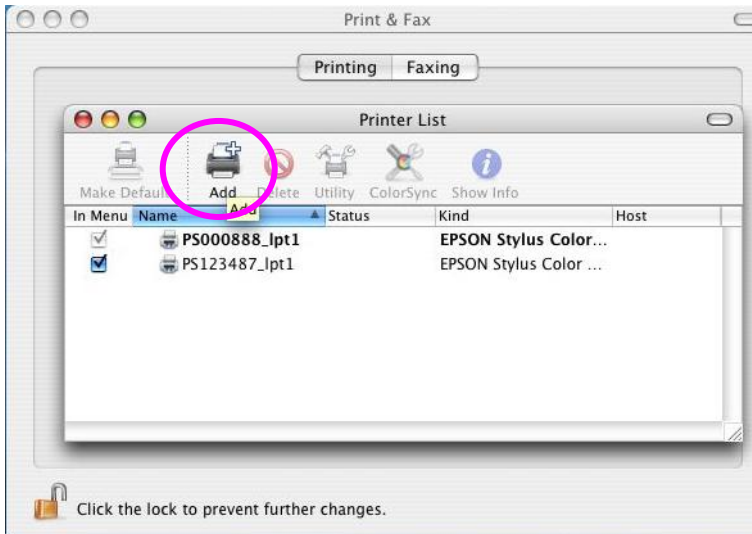 Print & Fax
Printing Faxing
Printer List
Make Defaul Add Delete Utility ColorSync Show Info
Add
In Menu Name Status Kind Host
PS000888_lpt1 EPSON Stylus Color...
PS123487_lpt1 EPSON Stylus Color ...
Click the lock to prevent further changes.